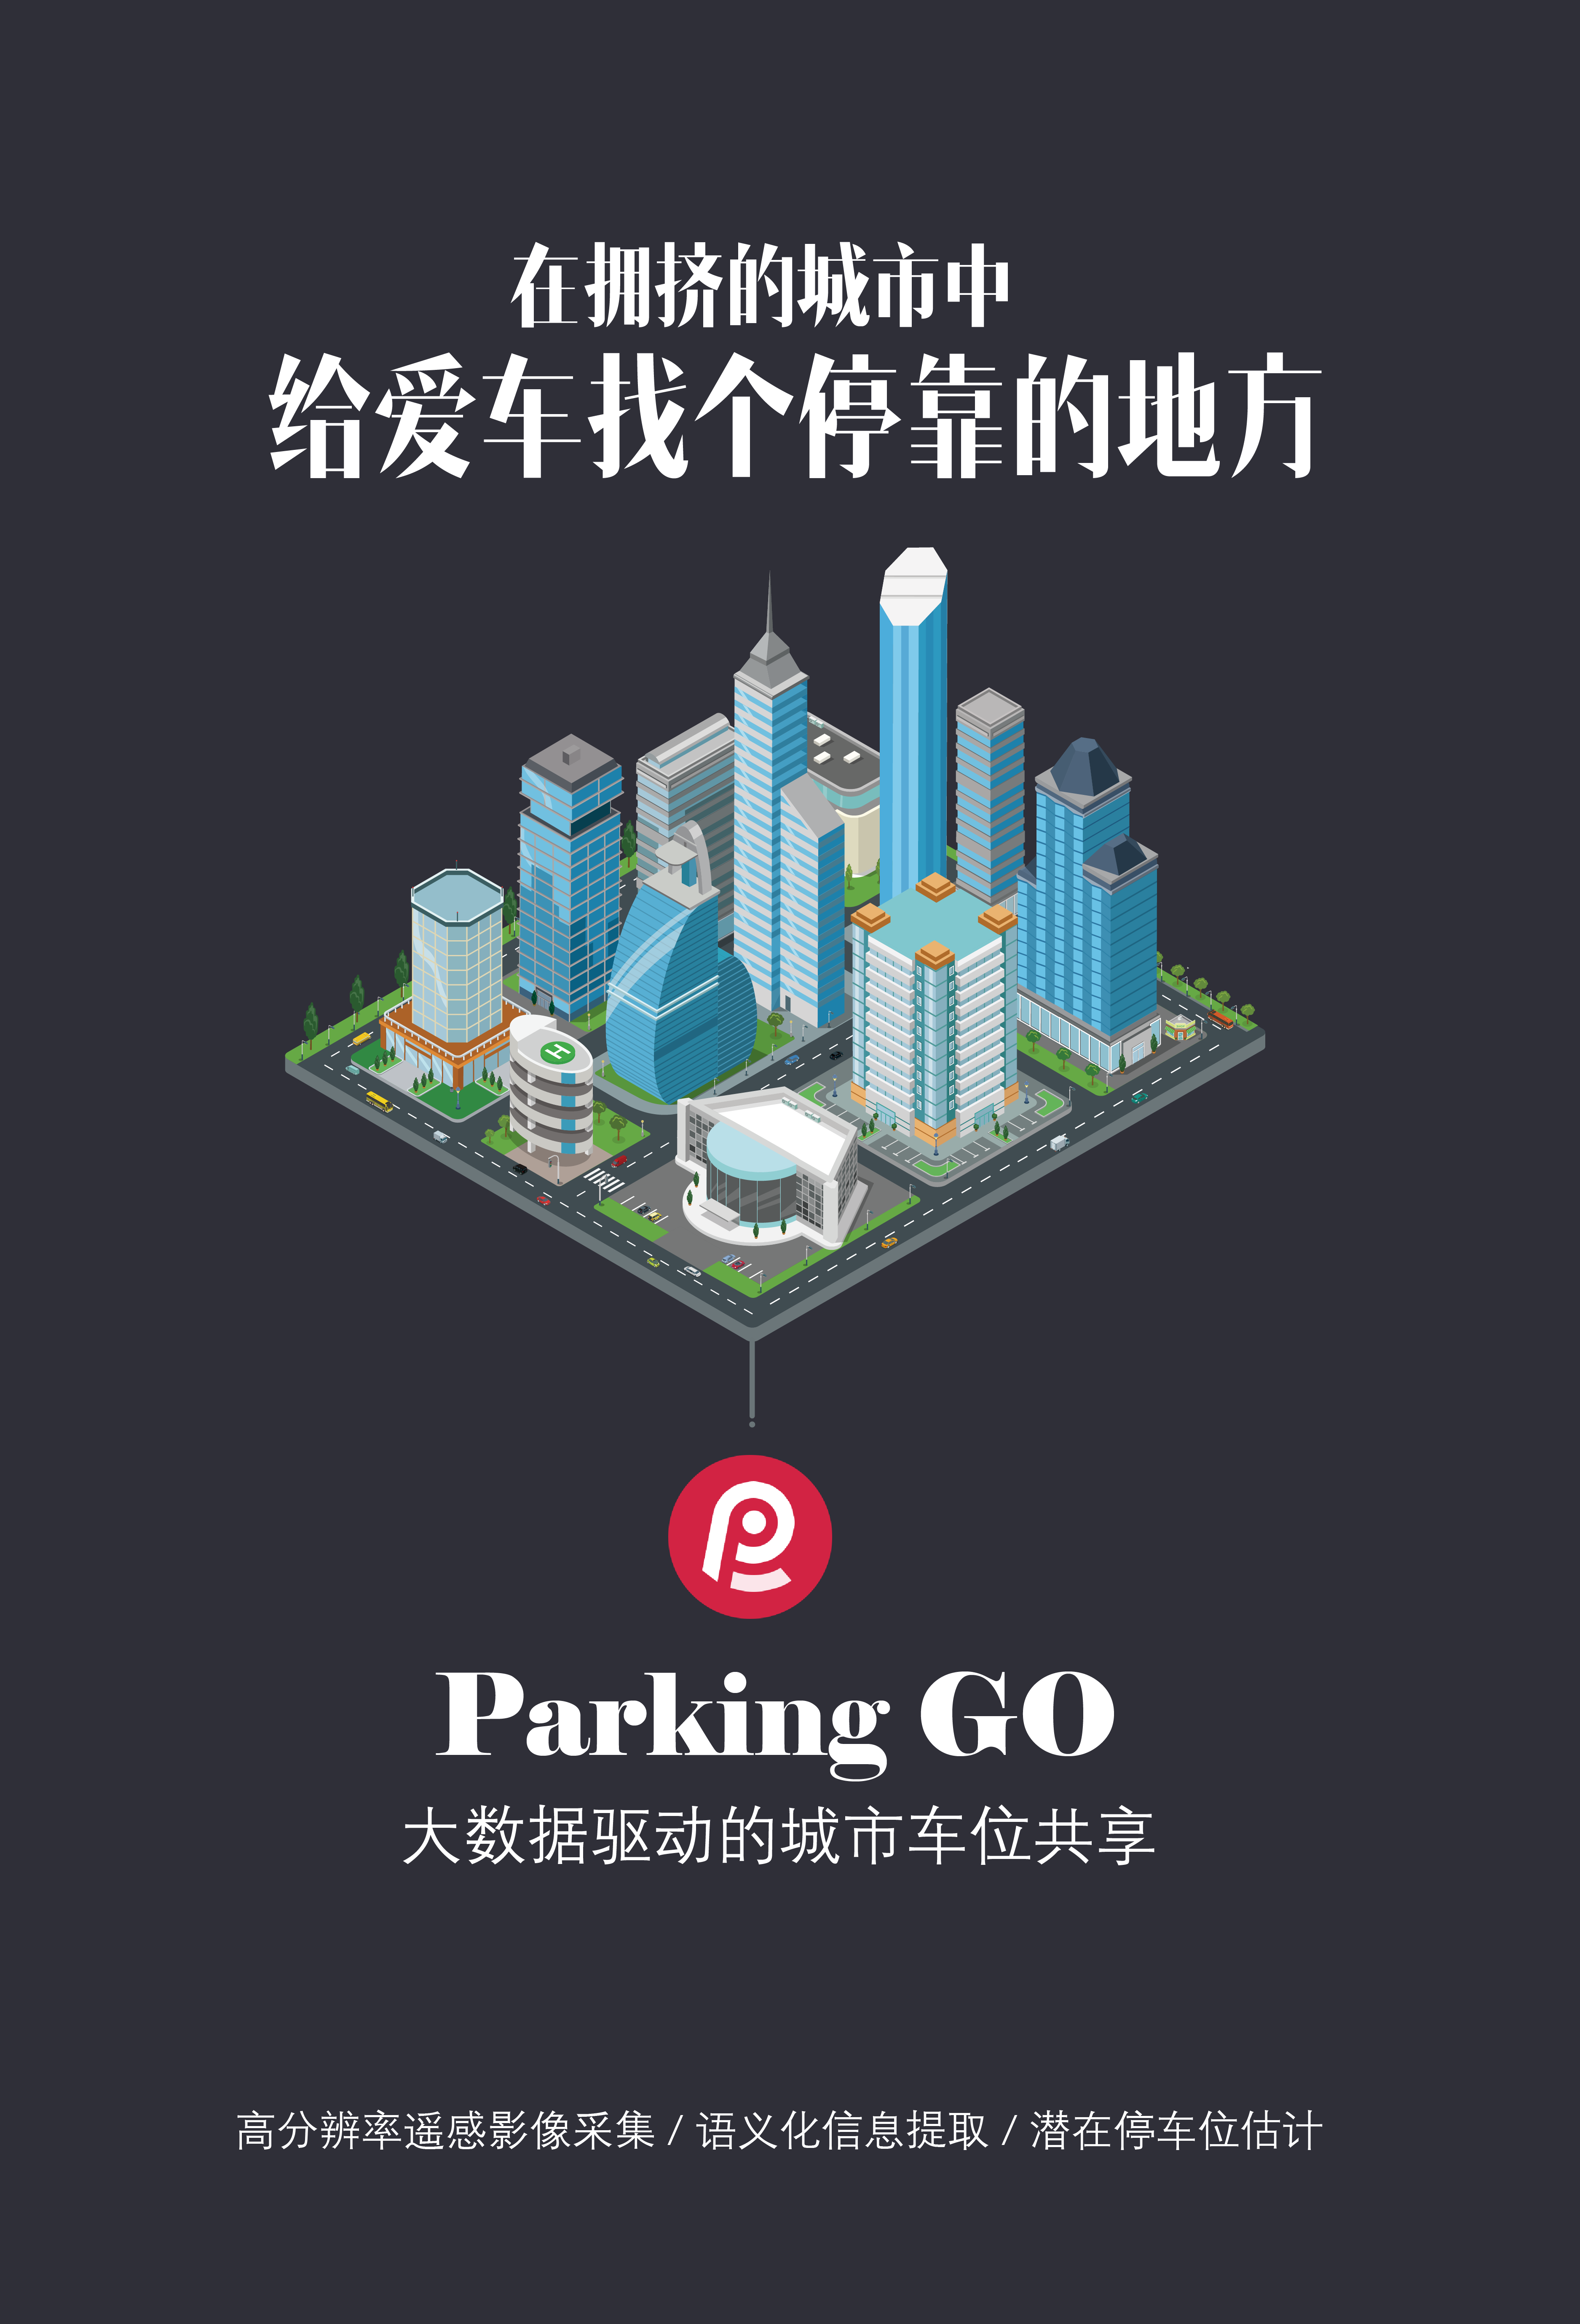 在拥挤的城市中
给爱车找个停靠的地方
H
Parking GO
大数据驱动的城市车位共享
高分辨率遥感影像采集 / 语义化信息提取 / 潜在停车位估计